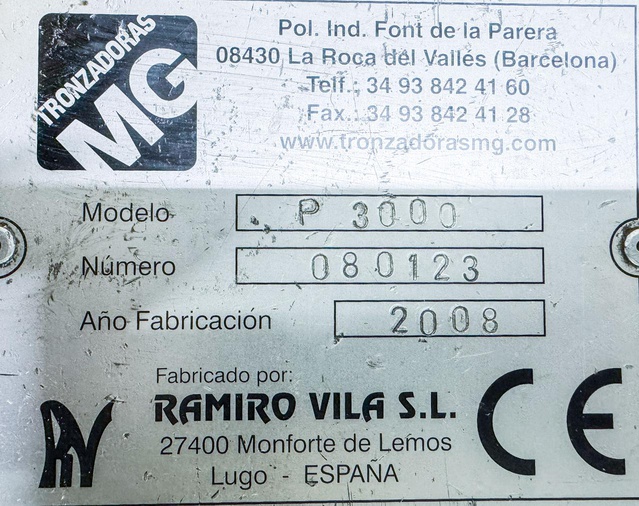 TRONZADORAS
MG
Pol. Ind. Font de la Parera
08430 La Roca del Vallés (Barcelona)
Telf.: 34 93 842 41 60
Fax.: 34 93 842 41 28
www.tronzadorasmg.com
Modelo P 3000
Número 080123
Año Fabricación 2008
Fabricado por:
RAMIRO VILA S.L.
27400 Monforte de Lemos
Lugo - ESPAÑA
RV
CE